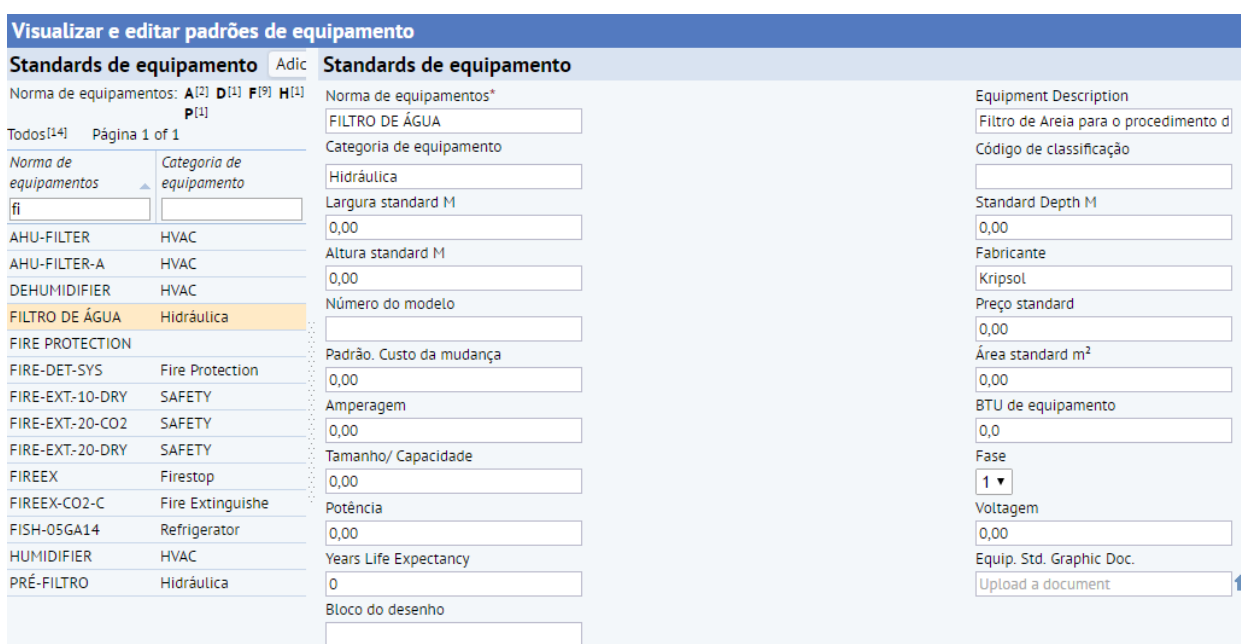 Visualizar e editar padrões de equipamento
Standards de equipamento Adic
Norma de equipamentos: A[2] D[1] F[9] H[1]
P[1]
Todos[14] Página 1 of 1
Norma de equipamentos Categoria de equipamento
fi
AHU-FILTER HVAC
AHU-FILTER-A HVAC
DEHUMIDIFIER HVAC
FILTRO DE ÁGUA Hidráulica
FIRE PROTECTION
FIRE-DET-SYS Fire Protection
FIRE-EXT.-10-DRY SAFETY
FIRE-EXT.-20-CO2 SAFETY
FIRE-EXT.-20-DRY SAFETY
FIREEX Firestop
FIREEX-CO2-C Fire Extinguishe
FISH-05GA14 Refrigerator
HUMIDIFIER HVAC
PRÉ-FILTRO Hidráulica
Standards de equipamento
Norma de equipamentos*
FILTRO DE ÁGUA
Categoria de equipamento
Hidráulica
Largura standard M
0,00
Altura standard M
0,00
Número do modelo
Padrão. Custo da mudança
0,00
Amperagem
0,00
Tamanho/ Capacidade
0,00
Potência
0,00
Years Life Expectancy
0
Bloco do desenho
Equipment Description
Filtro de Areia para o procedimento d
Código de classificação
Standard Depth M
0,00
Fabricante
Kripsol
Preço standard
0,00
Área standard m²
0,00
BTU de equipamento
0,0
Fase
1
Voltagem
0,00
Equip. Std. Graphic Doc.
Upload a document